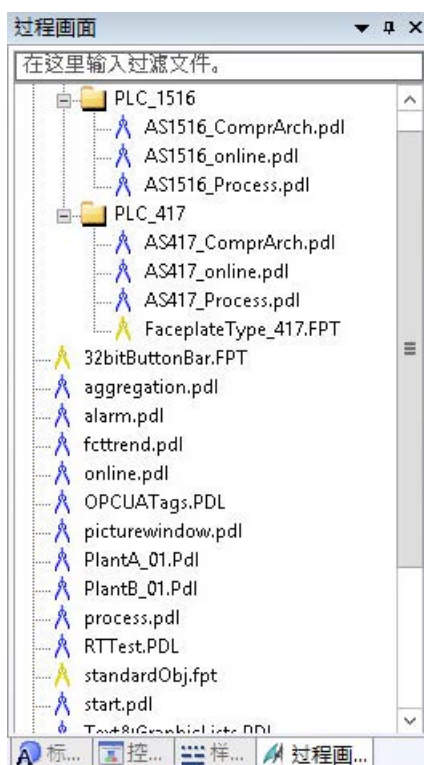 过程画面
在这里输入过滤文件。
PLC_1516
AS1516_ComprArch.pdl
AS1516_online.pdl
AS1516_Process.pdl
PLC_417
AS417_ComprArch.pdl
AS417_online.pdl
AS417_Process.pdl
FaceplateType_417.FPT
32bitButtonBar.FPT
aggregation.pdl
alarm.pdl
fcttrend.pdl
online.pdl
OPCUATags.PDL
picturewindow.pdl
PlantA_01.Pdl
PlantB_01.Pdl
process.pdl
RTTest.PDL
standardObj.fpt
start.pdl
Text&GraphicLists.PDL
标... 控... 样... 过程画...